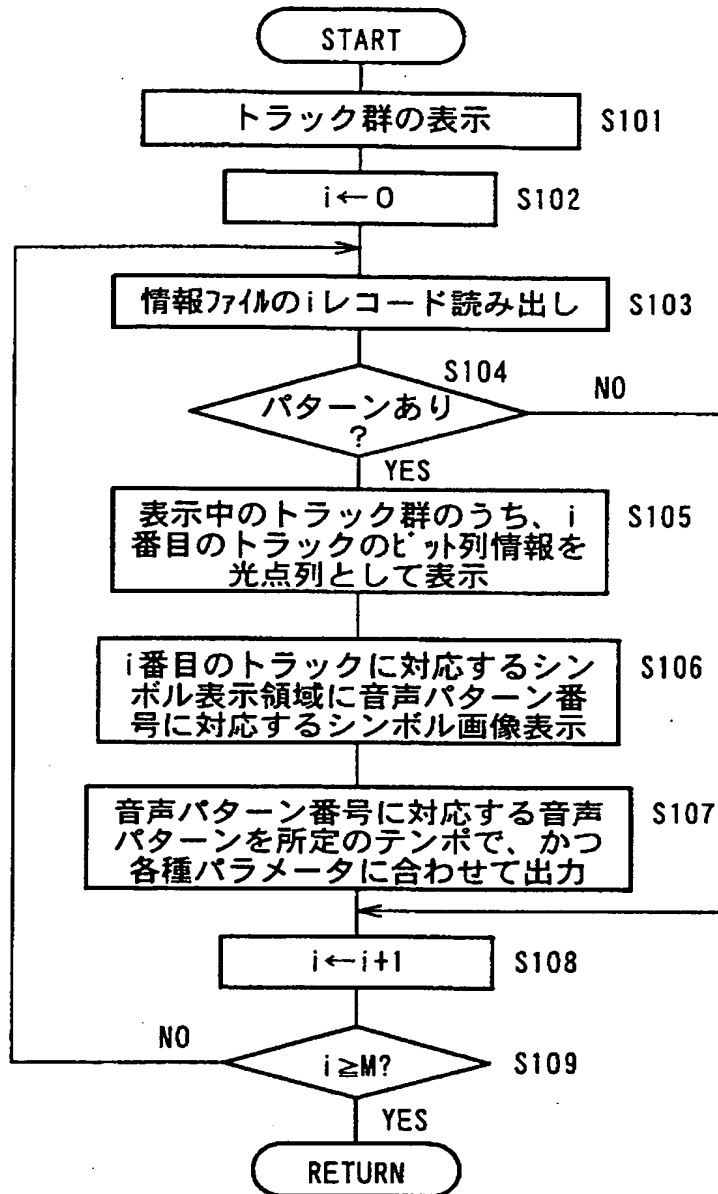 START
トラック群の表示 S101
i←0 S102
情報ファイルのiレコード読み出し S103
S104
パターンあり
?
NO
YES
表示中のトラック群のうち、i
番目のトラックのビット列情報を
光点列として表示
S105
i番目のトラックに対応するシン
ボル表示領域に音声パターン番
号に対応するシンボル画像表示
S106
音声パターン番号に対応する音声
パターンを所定のテンポで、かつ
各種パラメータに合わせて出力
S107
i←i+1 S108
NO
i≧M? S109
YES
RETURN